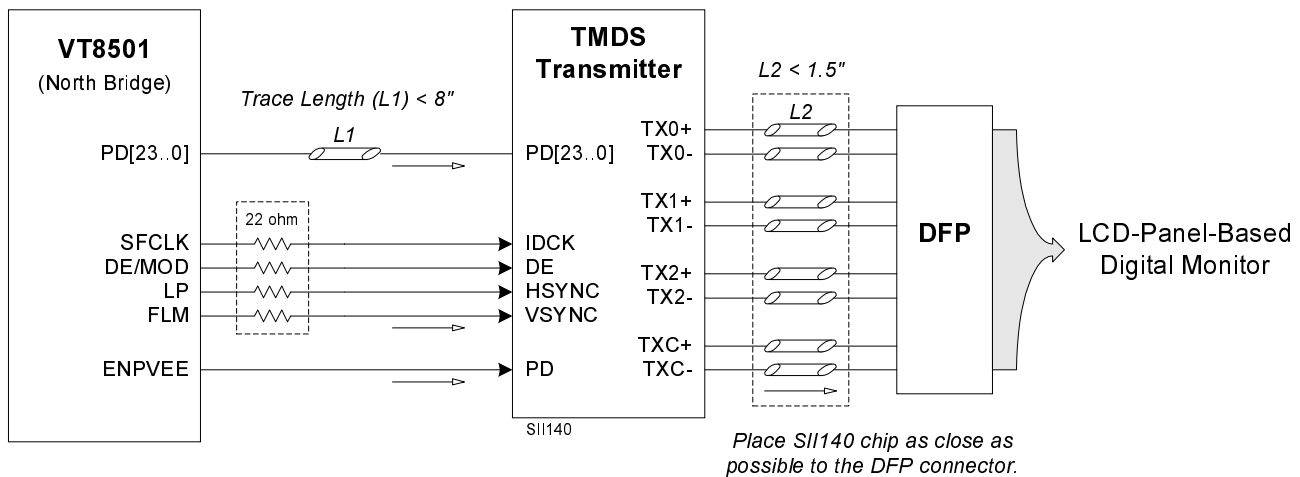 VT8501
(North Bridge)
PD[23..0]
SFCLK
DE/MOD
LP
FLM
ENPVEE
Trace Length (L1) < 8"
L1
22 ohm
TMDS
Transmitter
PD[23..0]
IDCK
DE
HSYNC
VSYNC
PD
TX0+
TX0-
TX1+
TX1-
TX2+
TX2-
TXC+
TXC-
SII140
L2 < 1.5"
L2
DFP
LCD-Panel-Based
Digital Monitor
Place SII140 chip as close as
possible to the DFP connector.